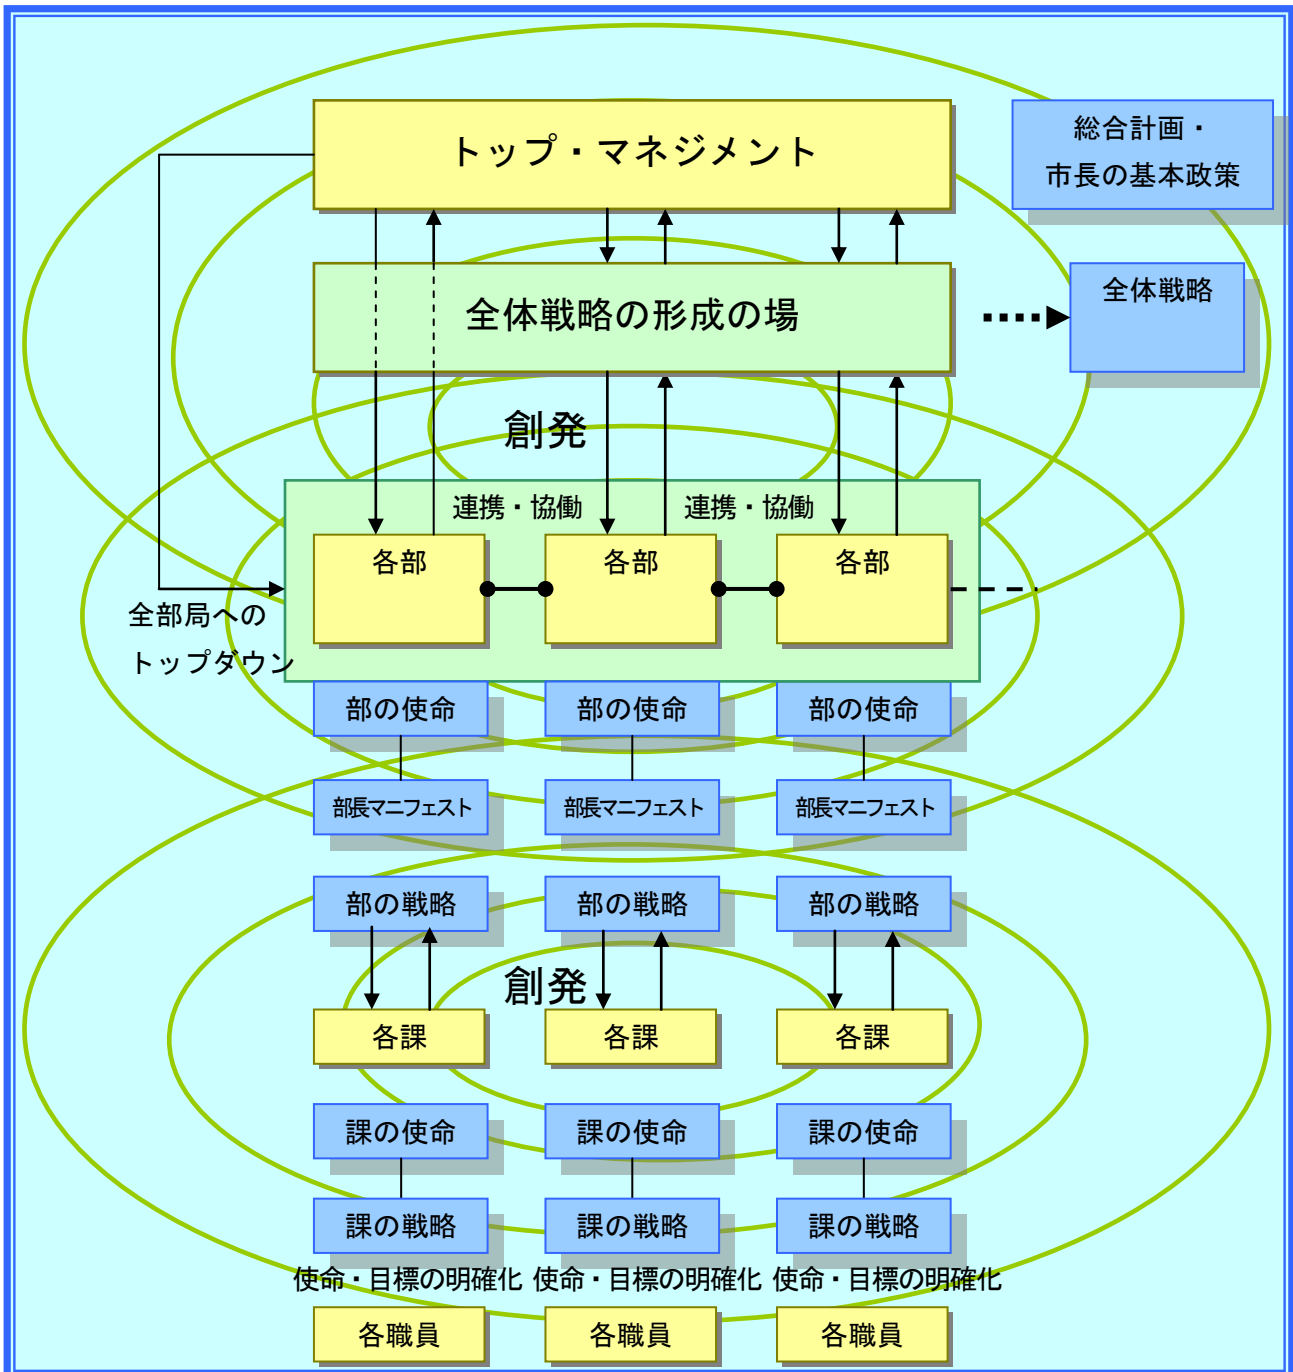 トップ・マネジメント
総合計画・
市長の基本政策
全体戦略の形成の場
全体戦略
創発
連携・協働
連携・協働
各部
各部
各部
全部局への
トップダウン
部の使命
部の使命
部の使命
部長マニフェスト
部長マニフェスト
部長マニフェスト
部の戦略
部の戦略
部の戦略
創発
各課
各課
各課
課の使命
課の使命
課の使命
課の戦略
課の戦略
課の戦略
使命・目標の明確化
使命・目標の明確化
使命・目標の明確化
各職員
各職員
各職員